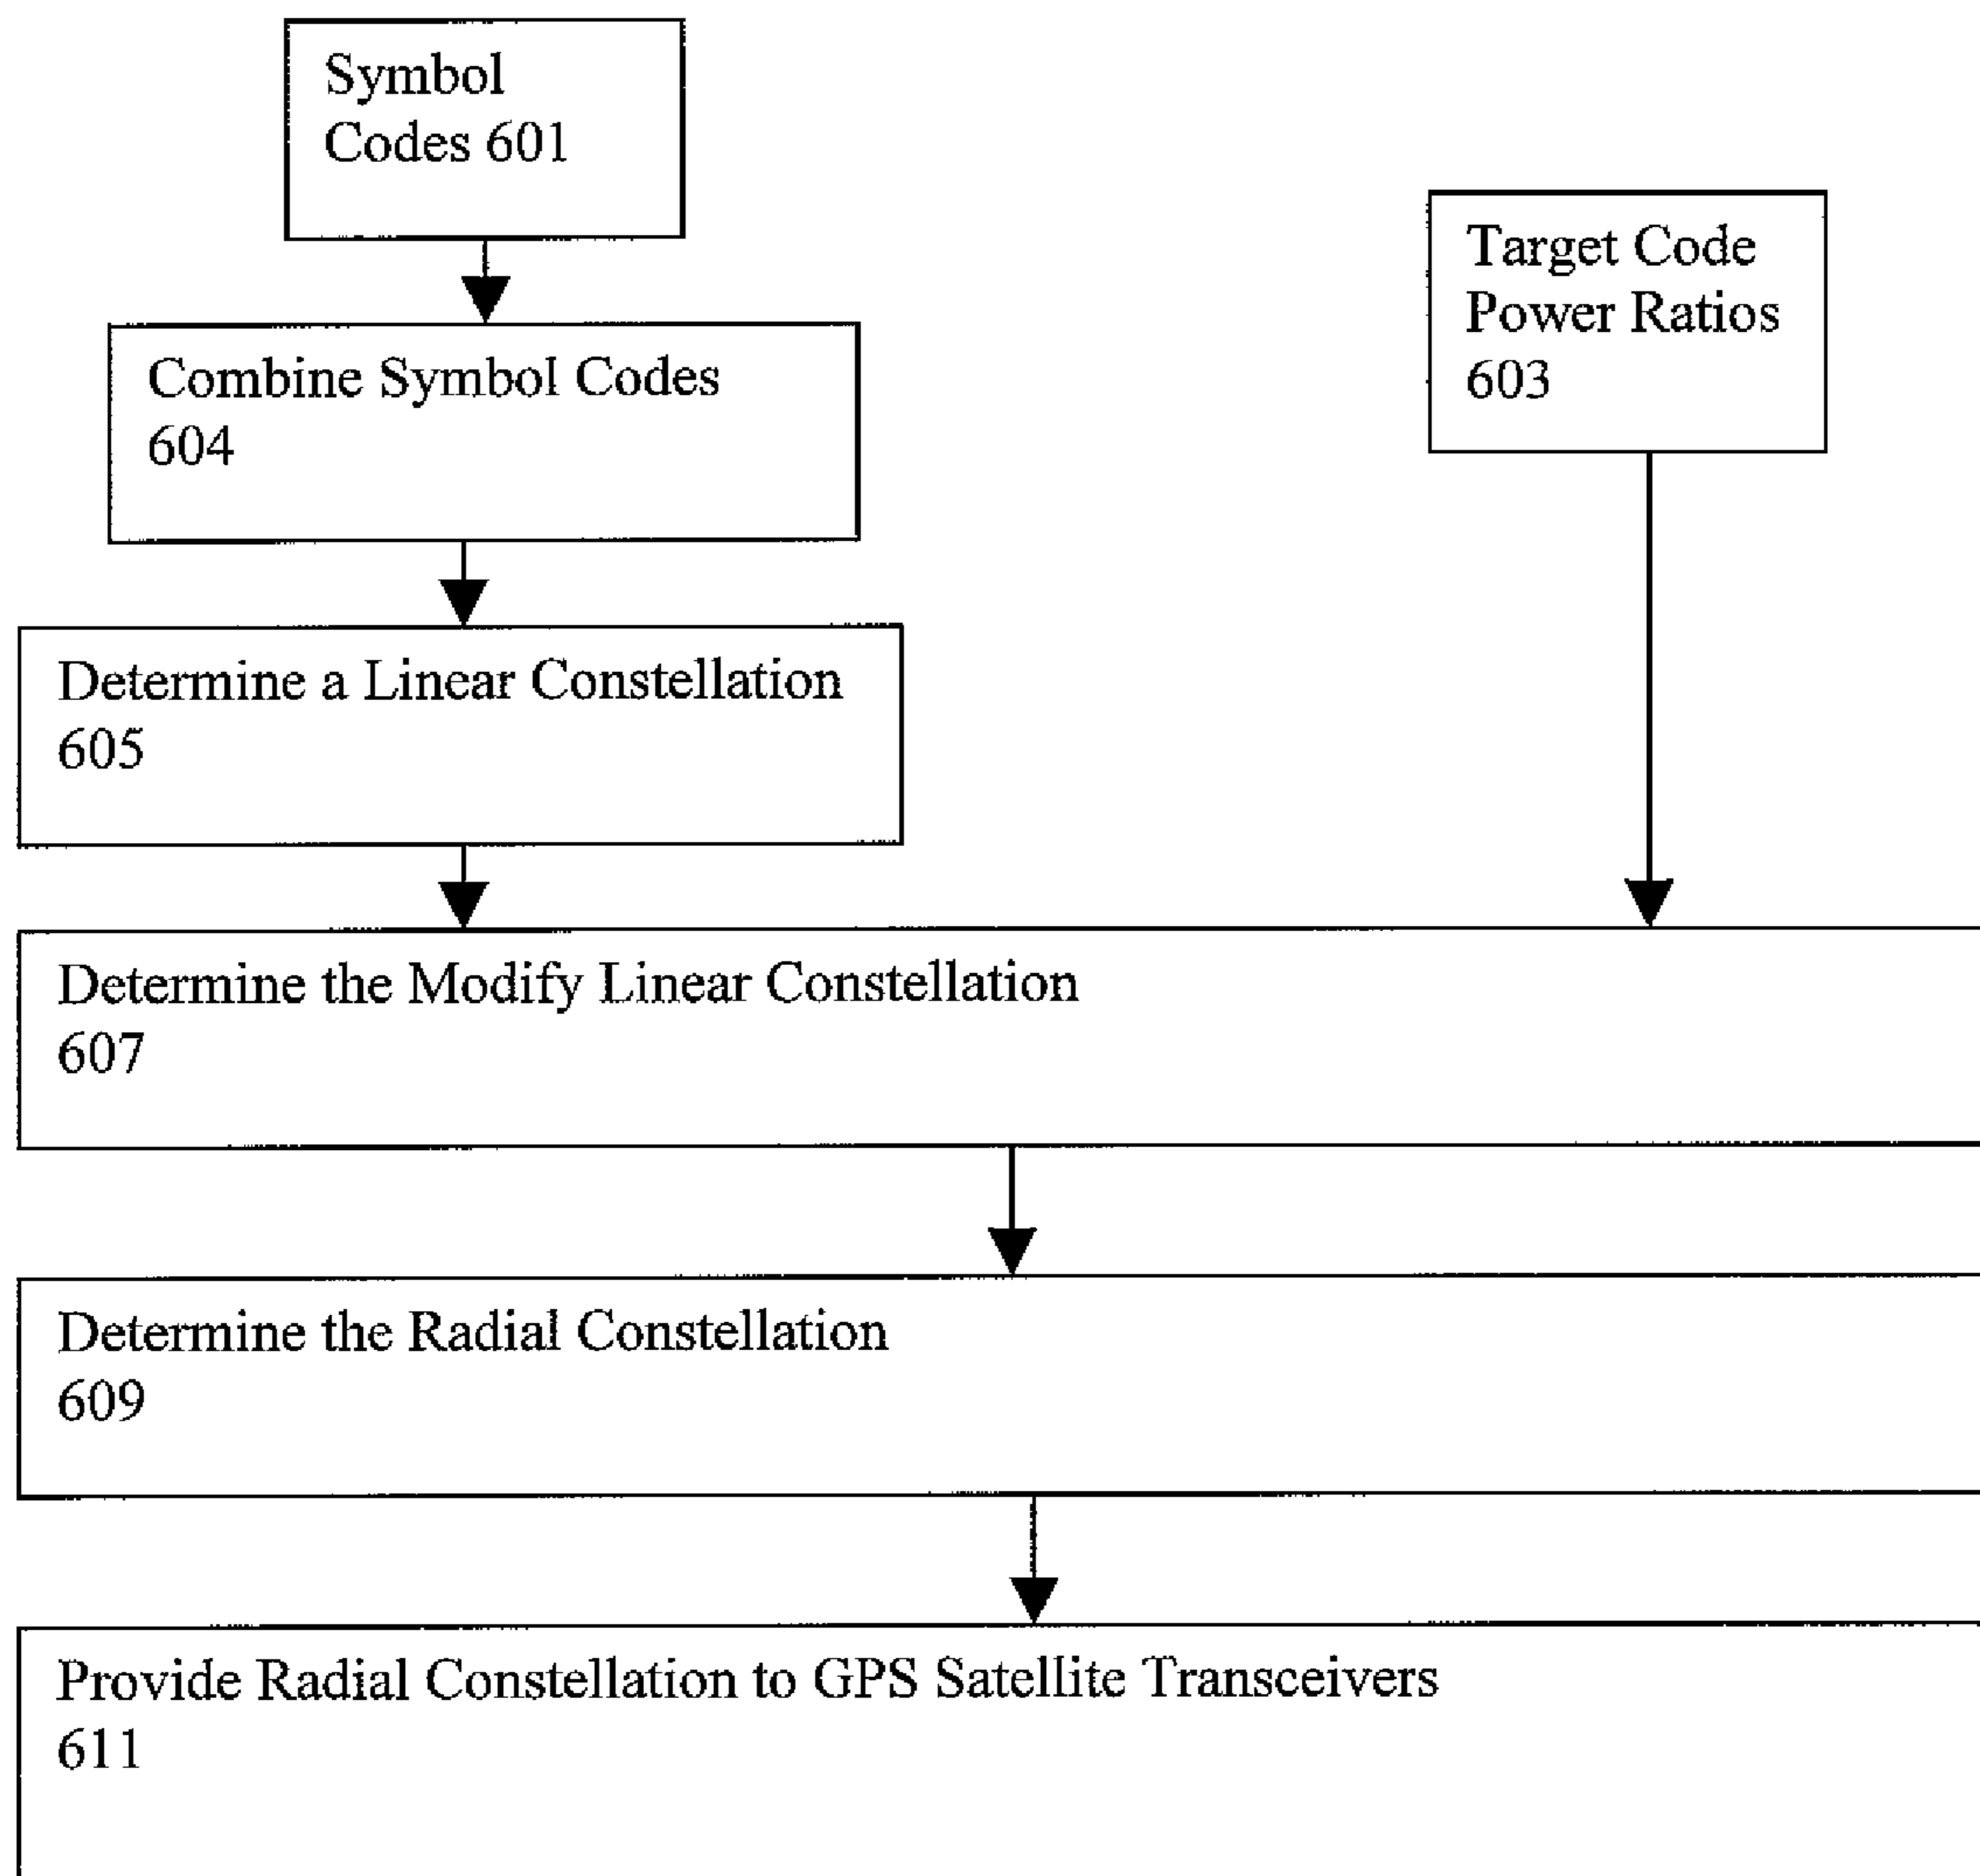 Symbol
Codes 601
Target Code
Power Ratios
603
Combine Symbol Codes
604
Determine a Linear Constellation
605
Determine the Modify Linear Constellation
607
Determine the Radial Constellation
609
Provide Radial Constellation to GPS Satellite Transceivers
611